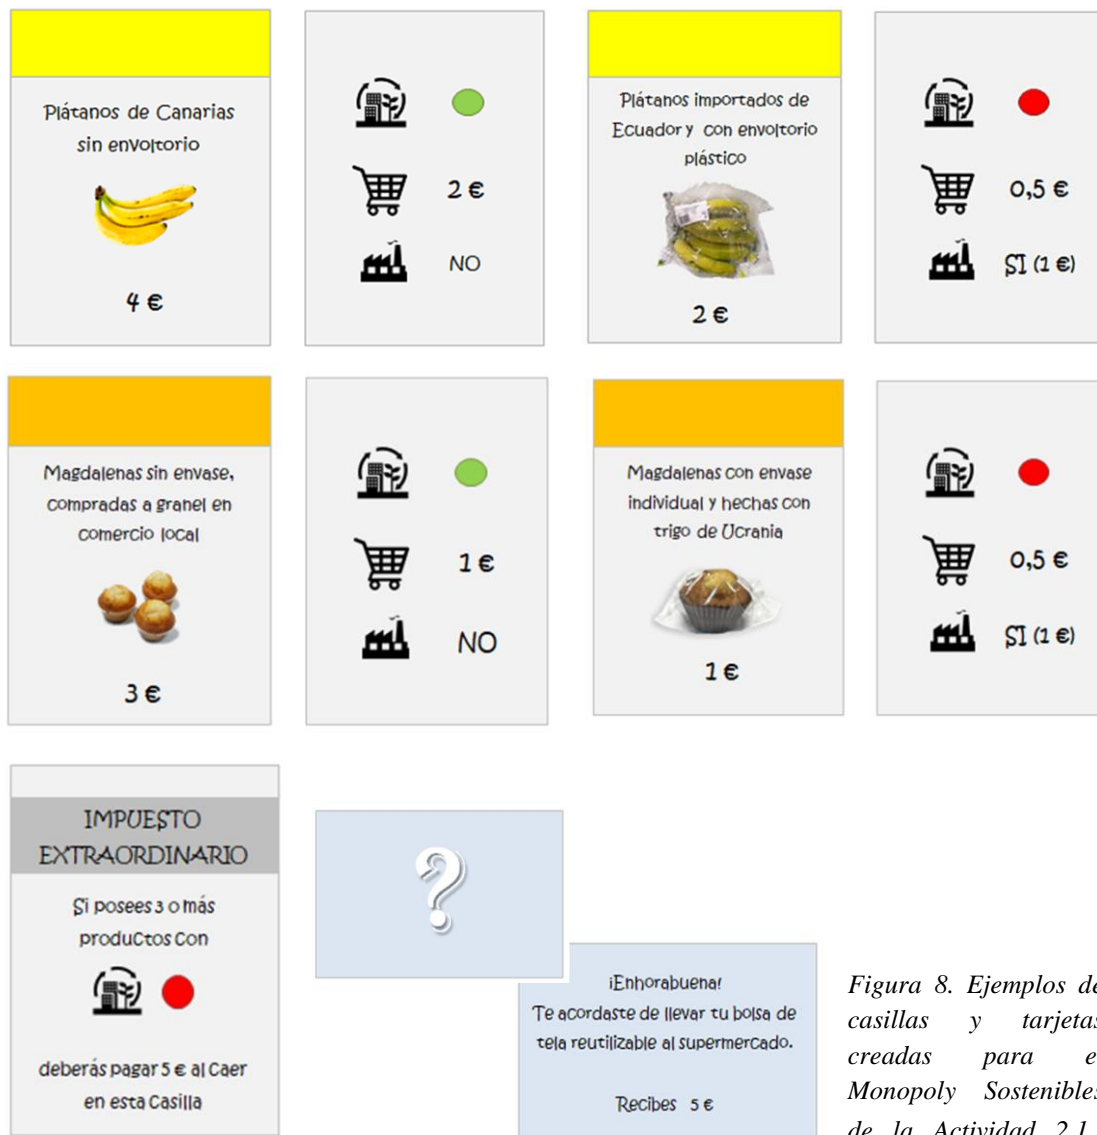 Plátanos de Canarias
sin envoltorio
4 €
2 €
NO
Plátanos importados de
Ecuador y con envoltorio
plástico
2 €
0,5 €
SI (1 €)
Magdalenas sin envase,
compradas a granel en
comercio local
3 €
1 €
NO
Magdalenas con envase
individual y hechas con
trigo de Ucrania
1 €
0,5 €
SI (1 €)
IMPUESTO
EXTRAORDINARIO
Si posees 3 o más
productos con
deberás pagar 5 € al caer
en esta casilla
?
¡Enhorabuena!
Te acordaste de llevar tu bolsa de
tela reutilizable al supermercado.
Recibes 5 €
Figura 8. Ejemplos de
casillas y tarjetas
creadas para e
Monopoly Sostenibles
de la Actividad 2.1